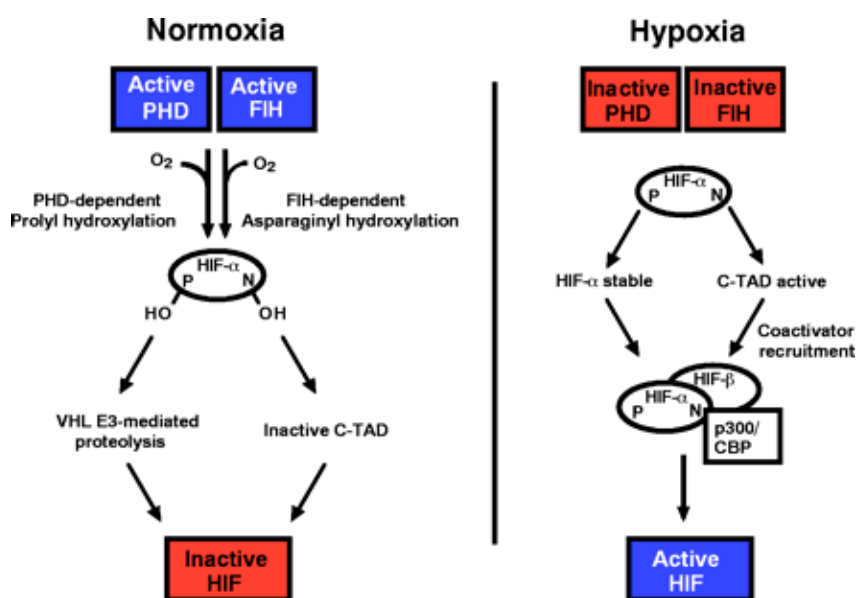 Normoxia
Active
PHD
Active
FIH
O2
O2
PHD-dependent
Prolyl hydroxylation
FIH-dependent
Asparaginyl hydroxylation
HIF-α
P
N
HO
OH
VHL E3-mediated
proteolysis
Inactive C-TAD
Inactive
HIF
Hypoxia
Inactive
PHD
Inactive
FIH
HIF-α
P
N
HIF-α stable
C-TAD active
Coactivator
recruitment
HIF-β
HIF-α
P
N
p300/
CBP
Active
HIF